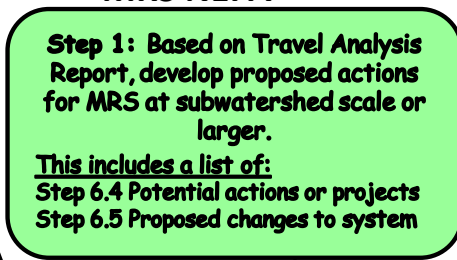 Step 1: Based on Travel Analysis
Report, develop proposed actions
for MRS at subwatershed scale or
larger.
This includes a list of:
Step 6.4 Potential actions or projects
Step 6.5 Proposed changes to system